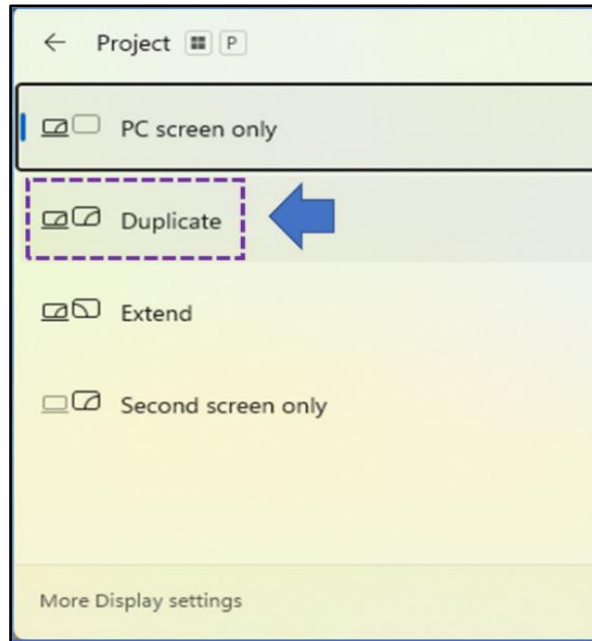 Project P
PC screen only
Duplicate
Extend
Second screen only
More Display settings